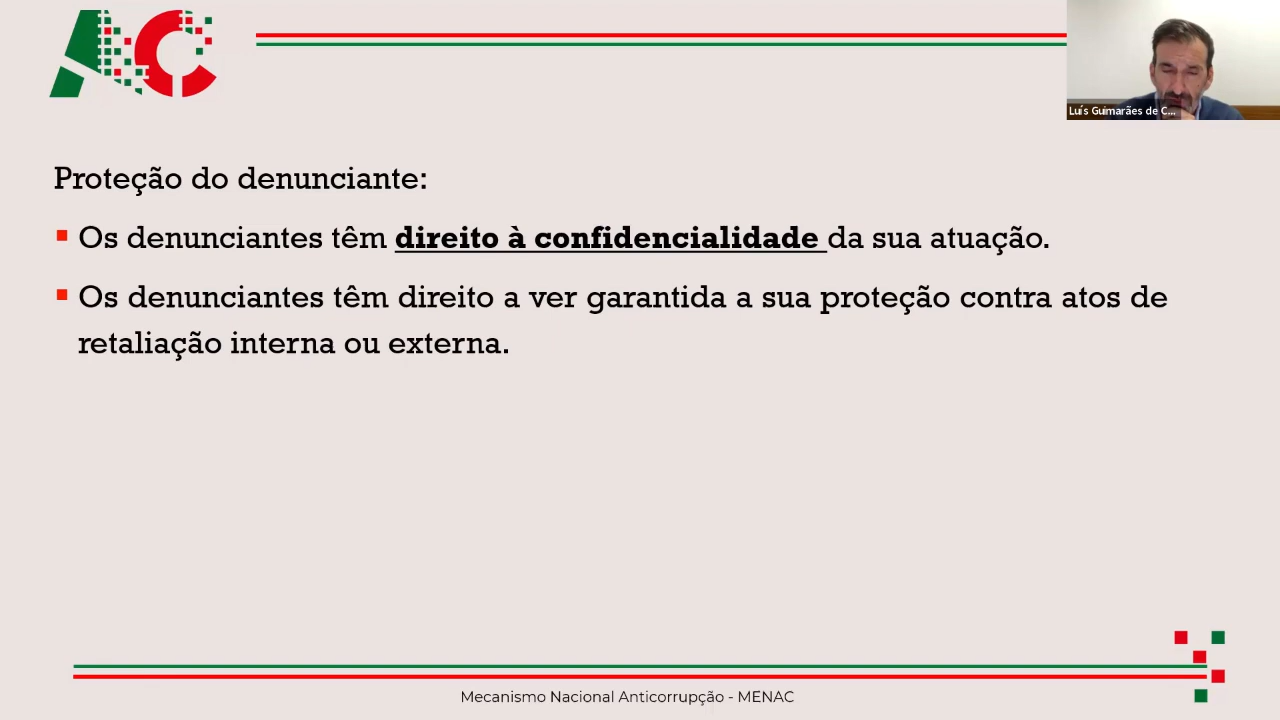 AC
Luís Guimarães de C...
Proteção do denunciante:
Os denunciantes têm direito à confidencialidade da sua atuação.
Os denunciantes têm direito a ver garantida a sua proteção contra atos de
retaliação interna ou externa.
Mecanismo Nacional Anticorrupção - MENAC